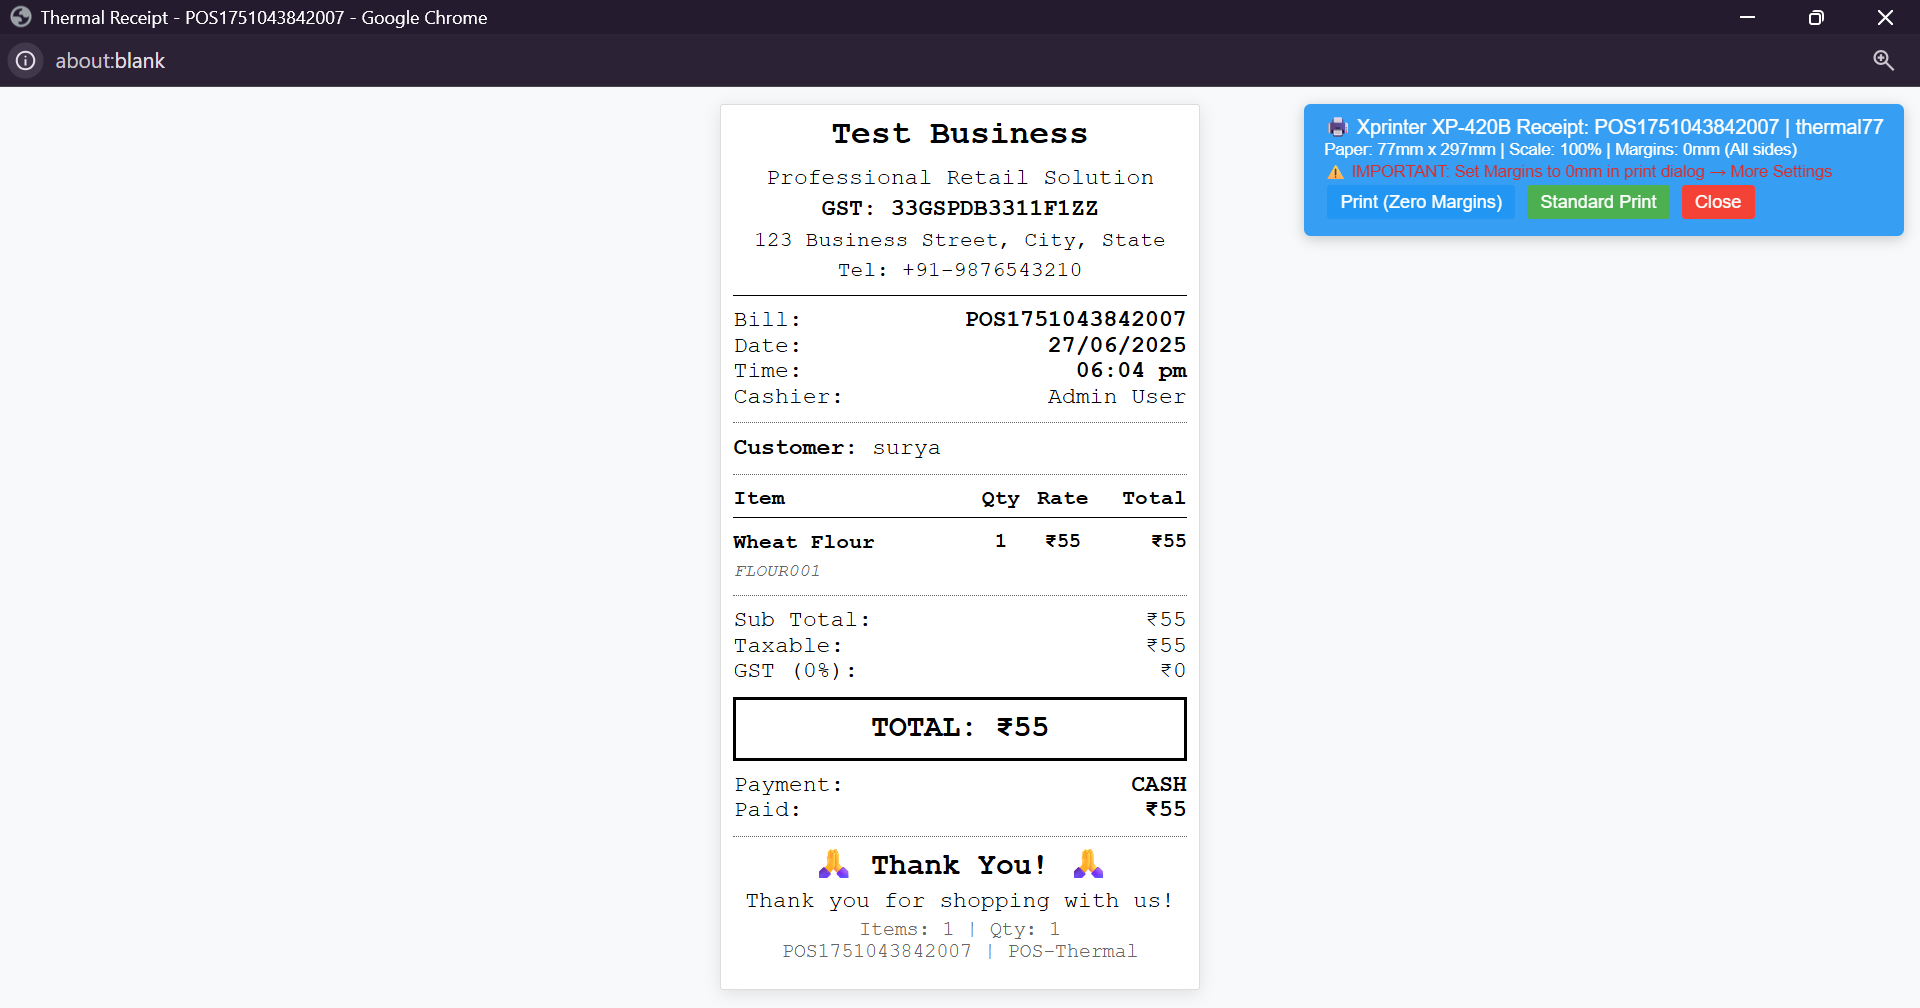 Thermal Receipt - POS1751043842007 - Google Chrome
about:blank
Test Business
Professional Retail Solution
GST: 33GSPDB3311F1ZZ
123 Business Street, City, State
Tel: +91-9876543210
Bill: POS1751043842007
Date: 27/06/2025
Time: 06:04 pm
Cashier: Admin User
Customer: surya
Item Qty Rate Total
Wheat Flour 1 ₹55 ₹55
FLOUR001
Sub Total: ₹55
Taxable: ₹55
GST (0%): ₹0
TOTAL: ₹55
Payment: CASH
Paid: ₹55
🙏 Thank You! 🙏
Thank you for shopping with us!
Items: 1 | Qty: 1
POS1751043842007 | POS-Thermal
🖨️ Xprinter XP-420B Receipt: POS1751043842007 | thermal77
Paper: 77mm x 297mm | Scale: 100% | Margins: 0mm (All sides)
⚠️ IMPORTANT: Set Margins to 0mm in print dialog → More Settings
Print (Zero Margins) Standard Print Close